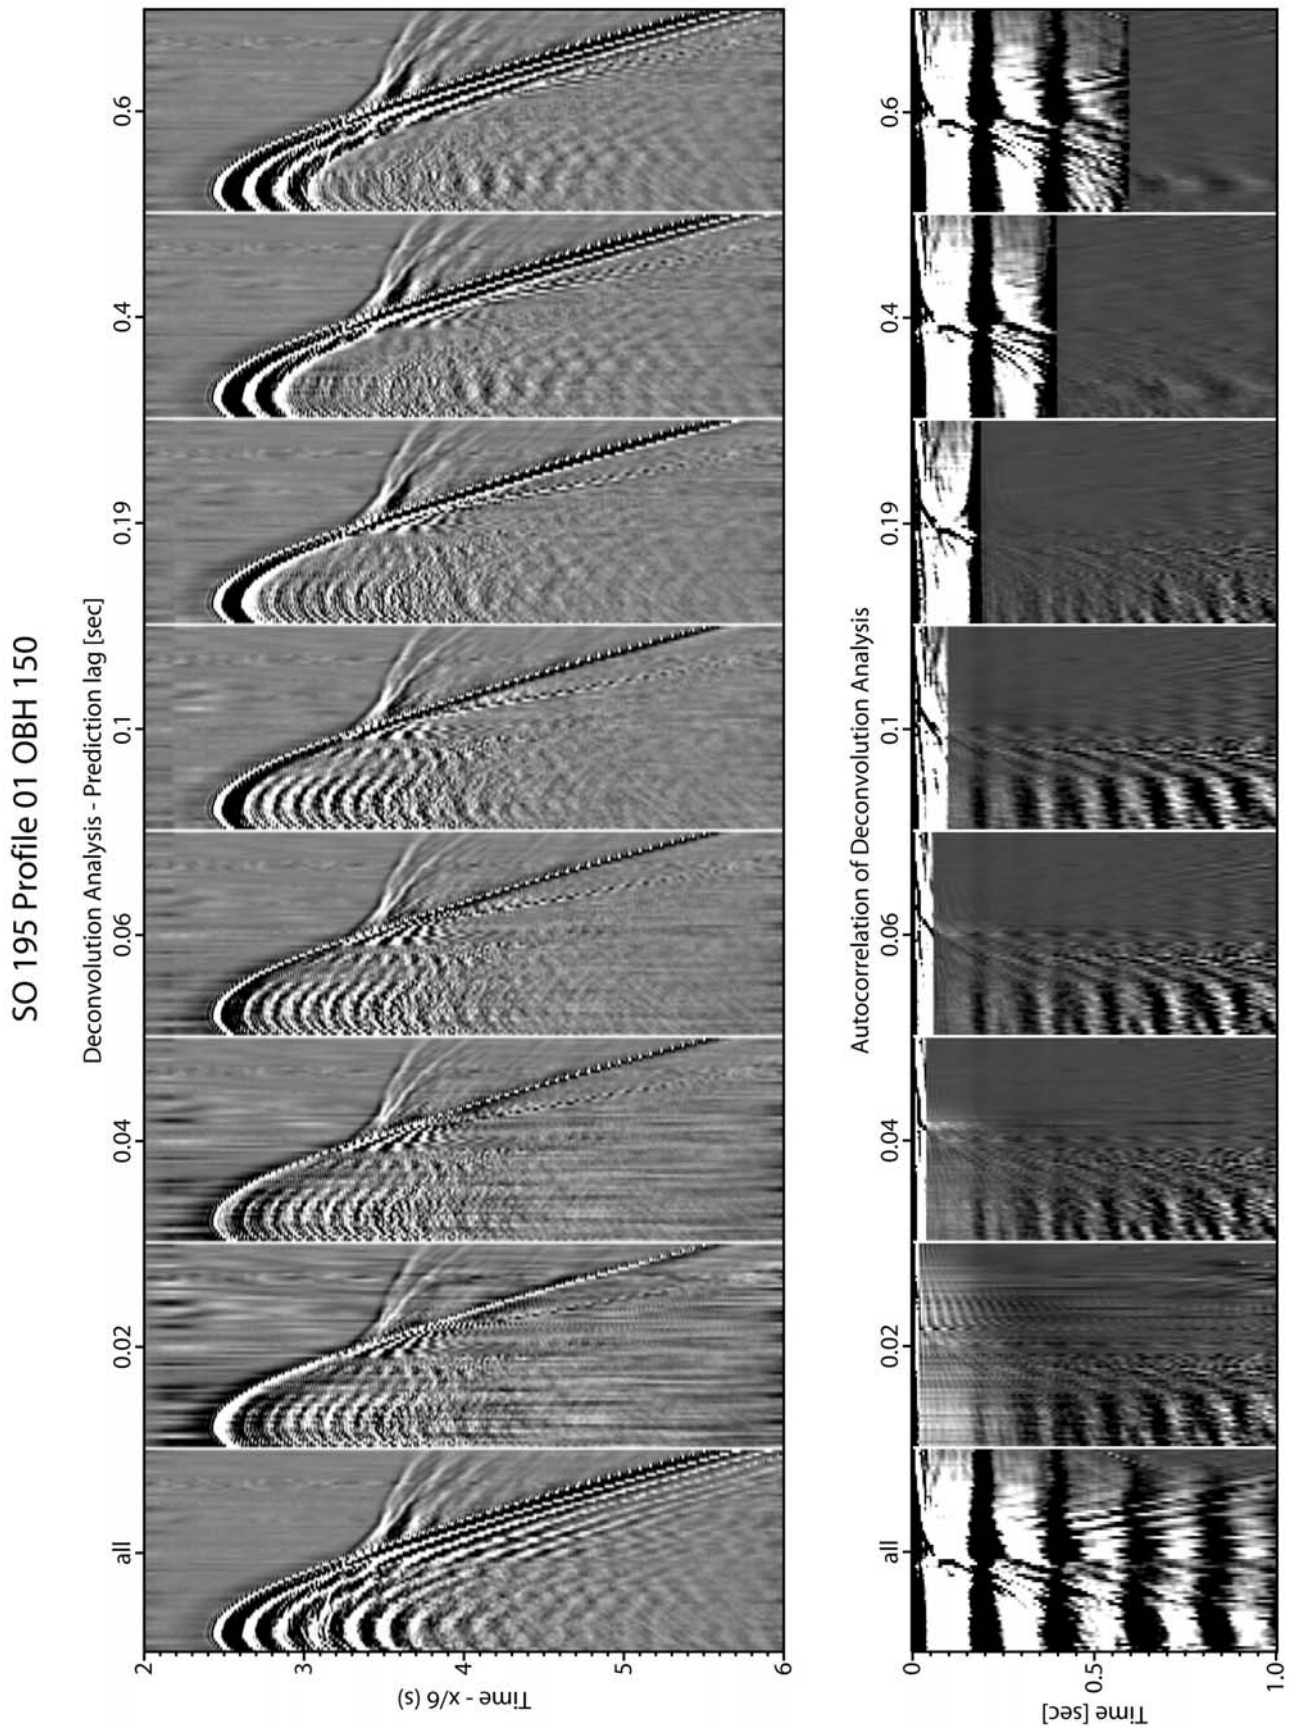 SO 195 Profile 01 OBH 150
Deconvolution Analysis - Prediction lag [sec]
all 0.02 0.04 0.06 0.1 0.19 0.4 0.6
Time - x/6 (s)
2
3
4
5
6
Autocorrelation of Deconvolution Analysis
all 0.02 0.04 0.06 0.1 0.19 0.4 0.6
Time [sec]
0
0.5
1.0